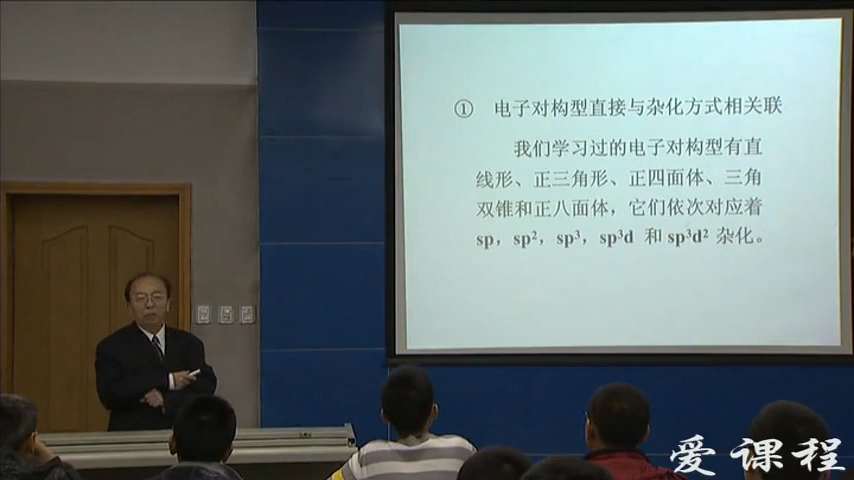 ① 电子对构型直接与杂化方式相关联
我们学习过的电子对构型有直
线形、正三角形、正四面体、三角
双锥和正八面体，它们依次对应着
sp，sp²，sp³，sp³d 和 sp³d² 杂化。
爱课程